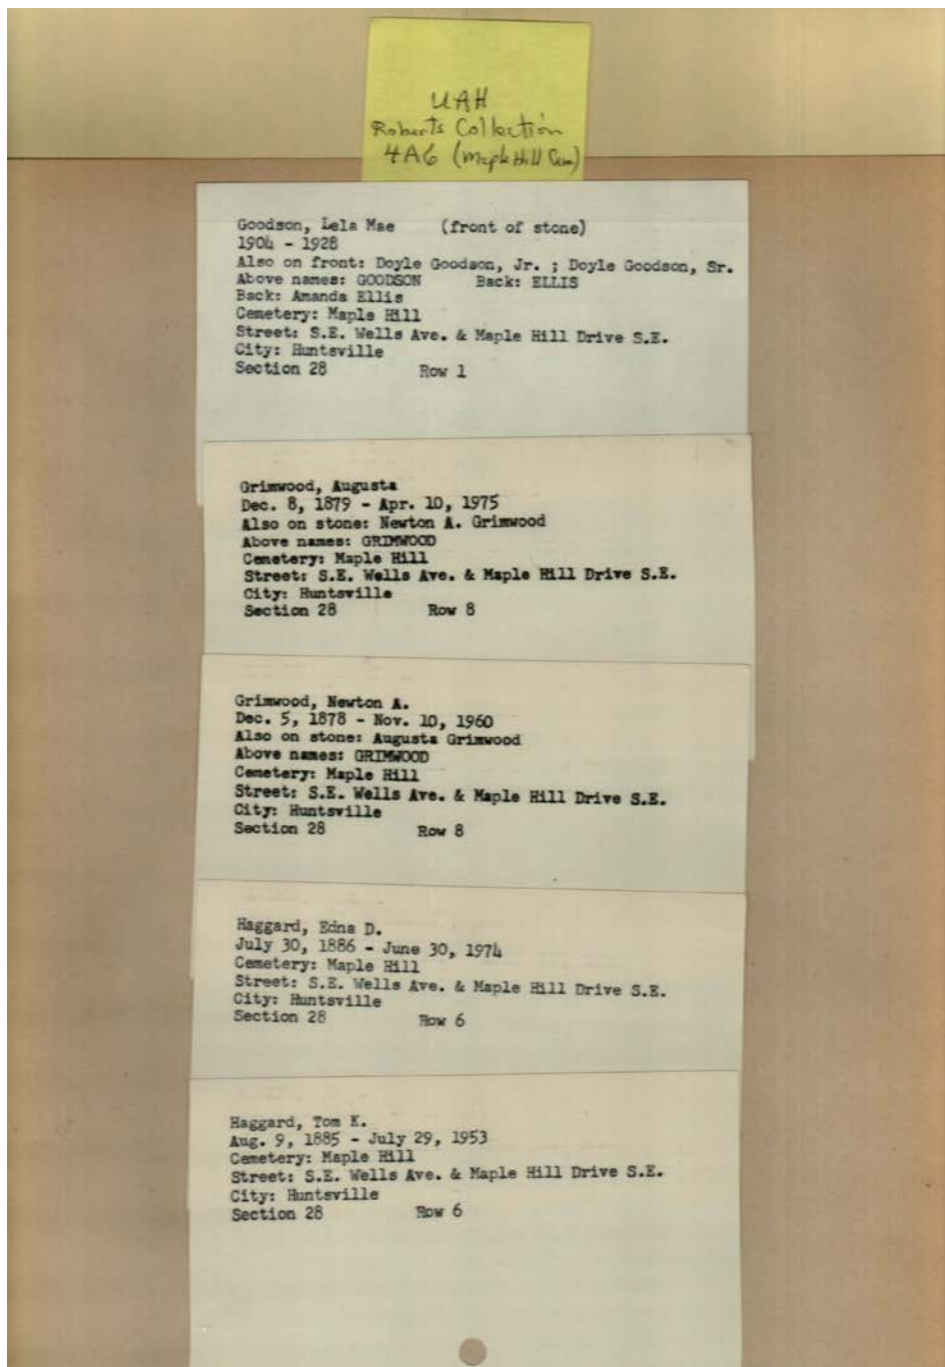 UAH
Roberts Collection
4A6 (Maple Hill Cem)
Goodson, Lela Mae (front of stone)
1904 - 1928
Also on front: Doyle Goodson, Jr. ; Doyle Goodson, Sr.
Above names: GOODSON Back: ELLIS
Back: Amanda Ellis
Cemetery: Maple Hill
Street: S.E. Wells Ave. & Maple Hill Drive S.E.
City: Huntsville
Section 28 Row 1
Grimwood, Augusta
Dec. 8, 1879 - Apr. 10, 1975
Also on stone: Newton A. Grimwood
Above names: GRIMWOOD
Cemetery: Maple Hill
Street: S.E. Wells Ave. & Maple Hill Drive S.E.
City: Huntsville
Section 28 Row 8
Grimwood, Newton A.
Dec. 5, 1878 - Nov. 10, 1960
Also on stone: Augusta Grimwood
Above names: GRIMWOOD
Cemetery: Maple Hill
Street: S.E. Wells Ave. & Maple Hill Drive S.E.
City: Huntsville
Section 28 Row 8
Haggard, Edna D.
July 30, 1886 - June 30, 1974
Cemetery: Maple Hill
Street: S.E. Wells Ave. & Maple Hill Drive S.E.
City: Huntsville
Section 28 Row 6
Haggard, Tom K.
Aug. 9, 1885 - July 29, 1953
Cemetery: Maple Hill
Street: S.E. Wells Ave. & Maple Hill Drive S.E.
City: Huntsville
Section 28 Row 6